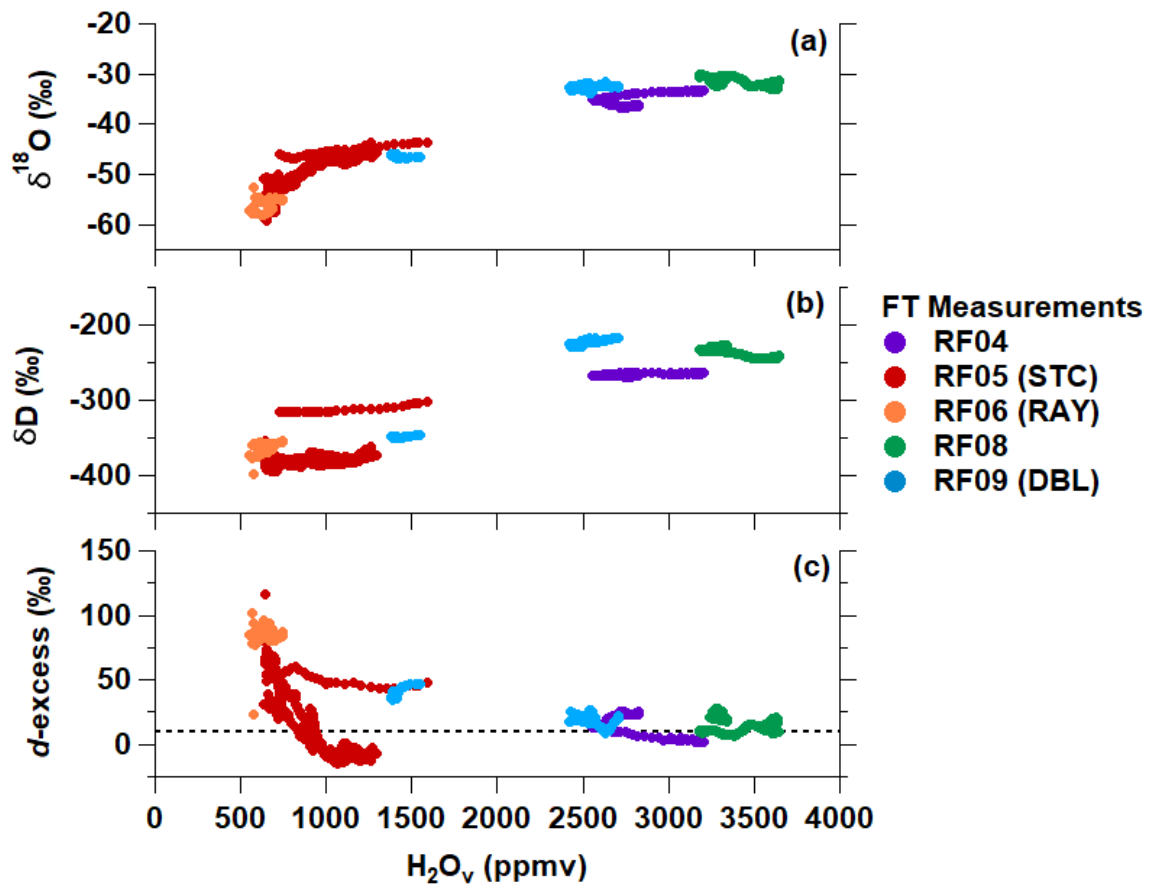 -20
(a)
-30
-40
-50
-60
δ¹⁸O (‰)
(b)
-200
-300
-400
δD (‰)
FT Measurements
RF04
RF05 (STC)
RF06 (RAY)
RF08
RF09 (DBL)
150
(c)
100
50
0
d-excess (‰)
0 500 1000 1500 2000 2500 3000 3500 4000
H₂Oᵥ (ppmv)